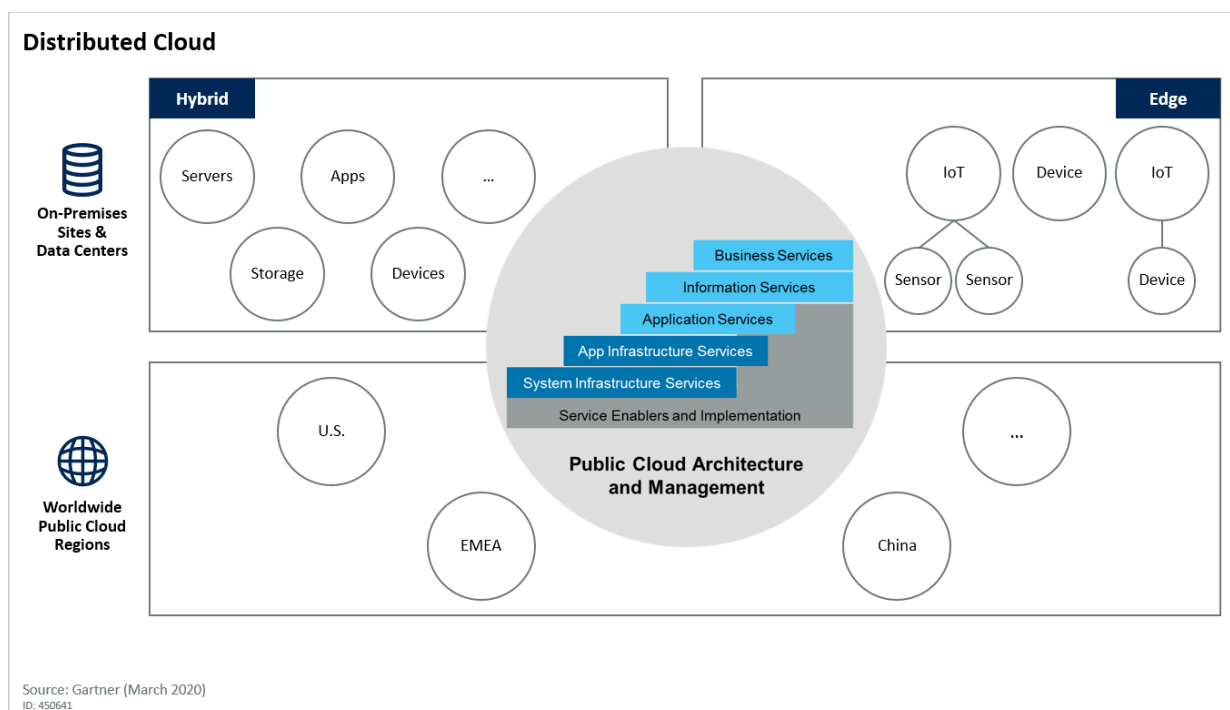 Distributed Cloud
Hybrid
Edge
On-Premises
Sites &
Data Centers
Servers
Apps
...
Storage
Devices
IoT
Device
IoT
Sensor
Sensor
Device
Business Services
Information Services
Application Services
App Infrastructure Services
System Infrastructure Services
Service Enablers and Implementation
Public Cloud Architecture
and Management
Worldwide
Public Cloud
Regions
U.S.
EMEA
...
China
Source: Gartner (March 2020)
ID: 450641